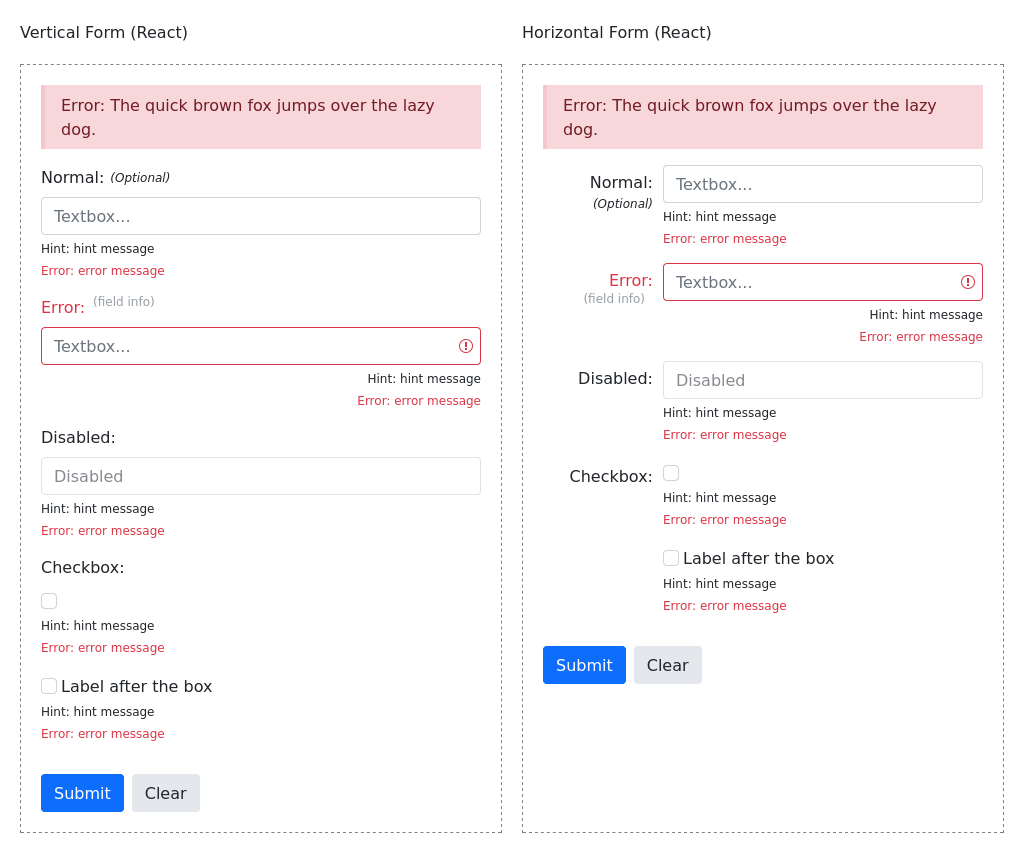 Vertical Form (React)
Error: The quick brown fox jumps over the lazy
dog.
Normal: (Optional)
Textbox...
Hint: hint message
Error: error message
Error: (field info)
Textbox...
Hint: hint message
Error: error message
Disabled:
Disabled
Hint: hint message
Error: error message
Checkbox:
Hint: hint message
Error: error message
Label after the box
Hint: hint message
Error: error message
Submit Clear
Horizontal Form (React)
Error: The quick brown fox jumps over the lazy
dog.
Normal: Textbox...
(Optional)
Hint: hint message
Error: error message
Error: Textbox...
(field info)
Hint: hint message
Error: error message
Disabled: Disabled
Hint: hint message
Error: error message
Checkbox:
Hint: hint message
Error: error message
Label after the box
Hint: hint message
Error: error message
Submit Clear